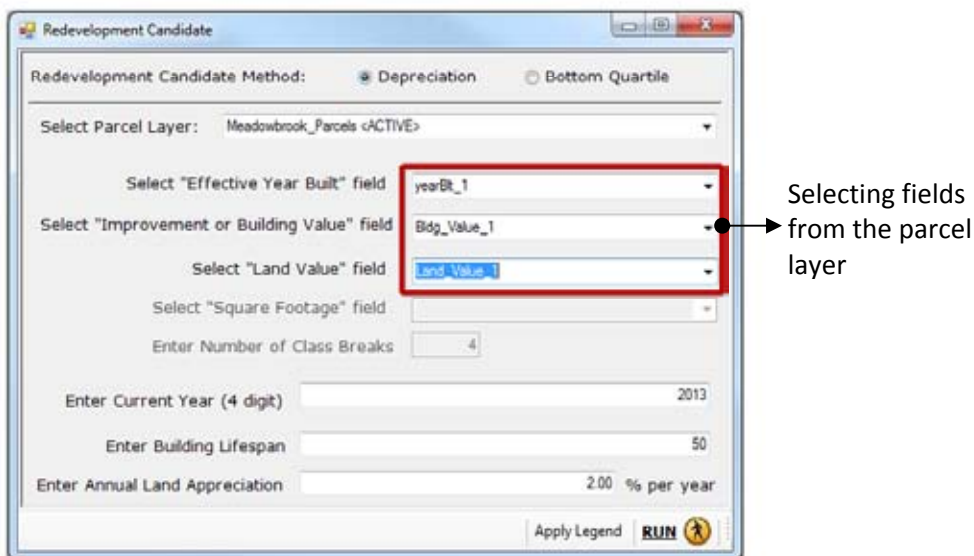 Redevelopment Candidate
Redevelopment Candidate Method: Depreciation Bottom Quartile
Select Parcel Layer: Meadowbrook_Parcels <ACTIVE>
Select "Effective Year Built" field yearBlt_1
Select "Improvement or Building Value" field Bldg_Value_1
Select "Land Value" field Land_Value_1
Select "Square Footage" field
Enter Number of Class Breaks 4
Enter Current Year (4 digit) 2013
Enter Building Lifespan 50
Enter Annual Land Appreciation 2.00 % per year
Apply Legend RUN
Selecting fields
from the parcel
layer